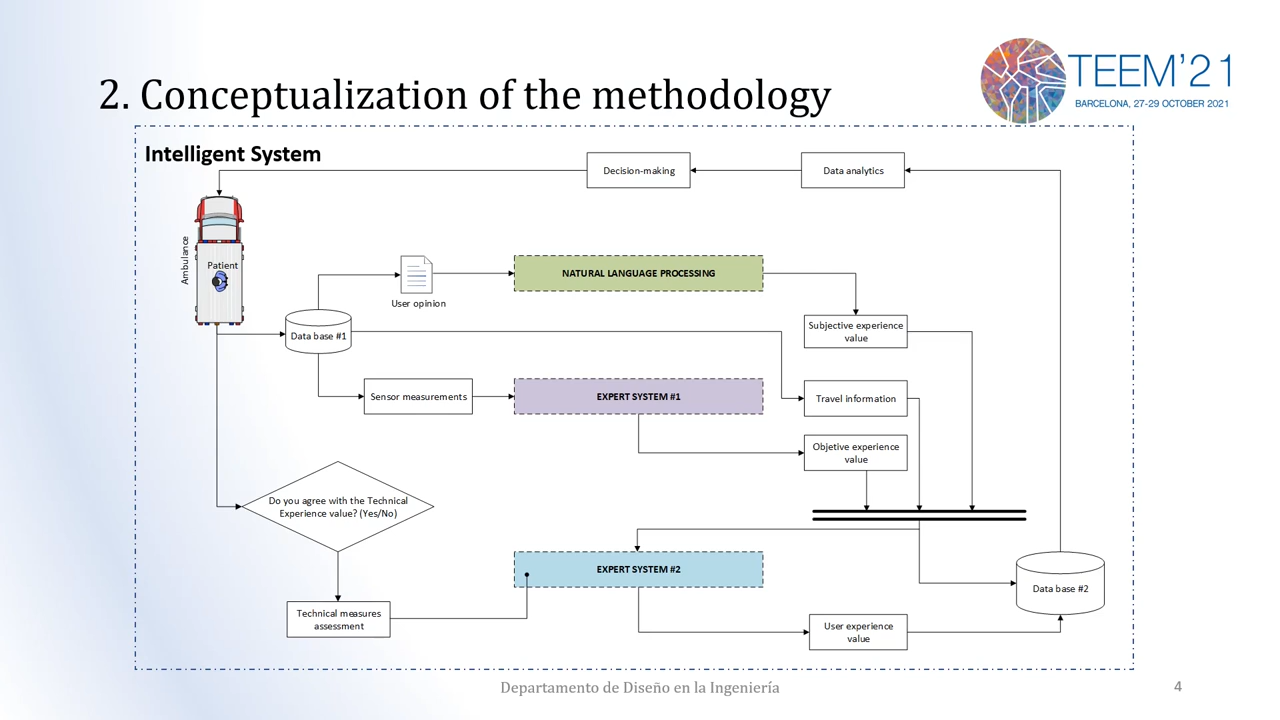 2. Conceptualization of the methodology
TEEM’21
BARCELONA, 27-29 OCTOBER 2021
Intelligent System
Decision-making
Data analytics
Ambulance
Patient
User opinion
NATURAL LANGUAGE PROCESSING
Data base #1
Subjective experience
value
Sensor measurements
EXPERT SYSTEM #1
Travel information
Objetive experience
value
Do you agree with the Technical
Experience value? (Yes/No)
EXPERT SYSTEM #2
Data base #2
Technical measures
assessment
User experience
value
Departamento de Diseño en la Ingeniería
4